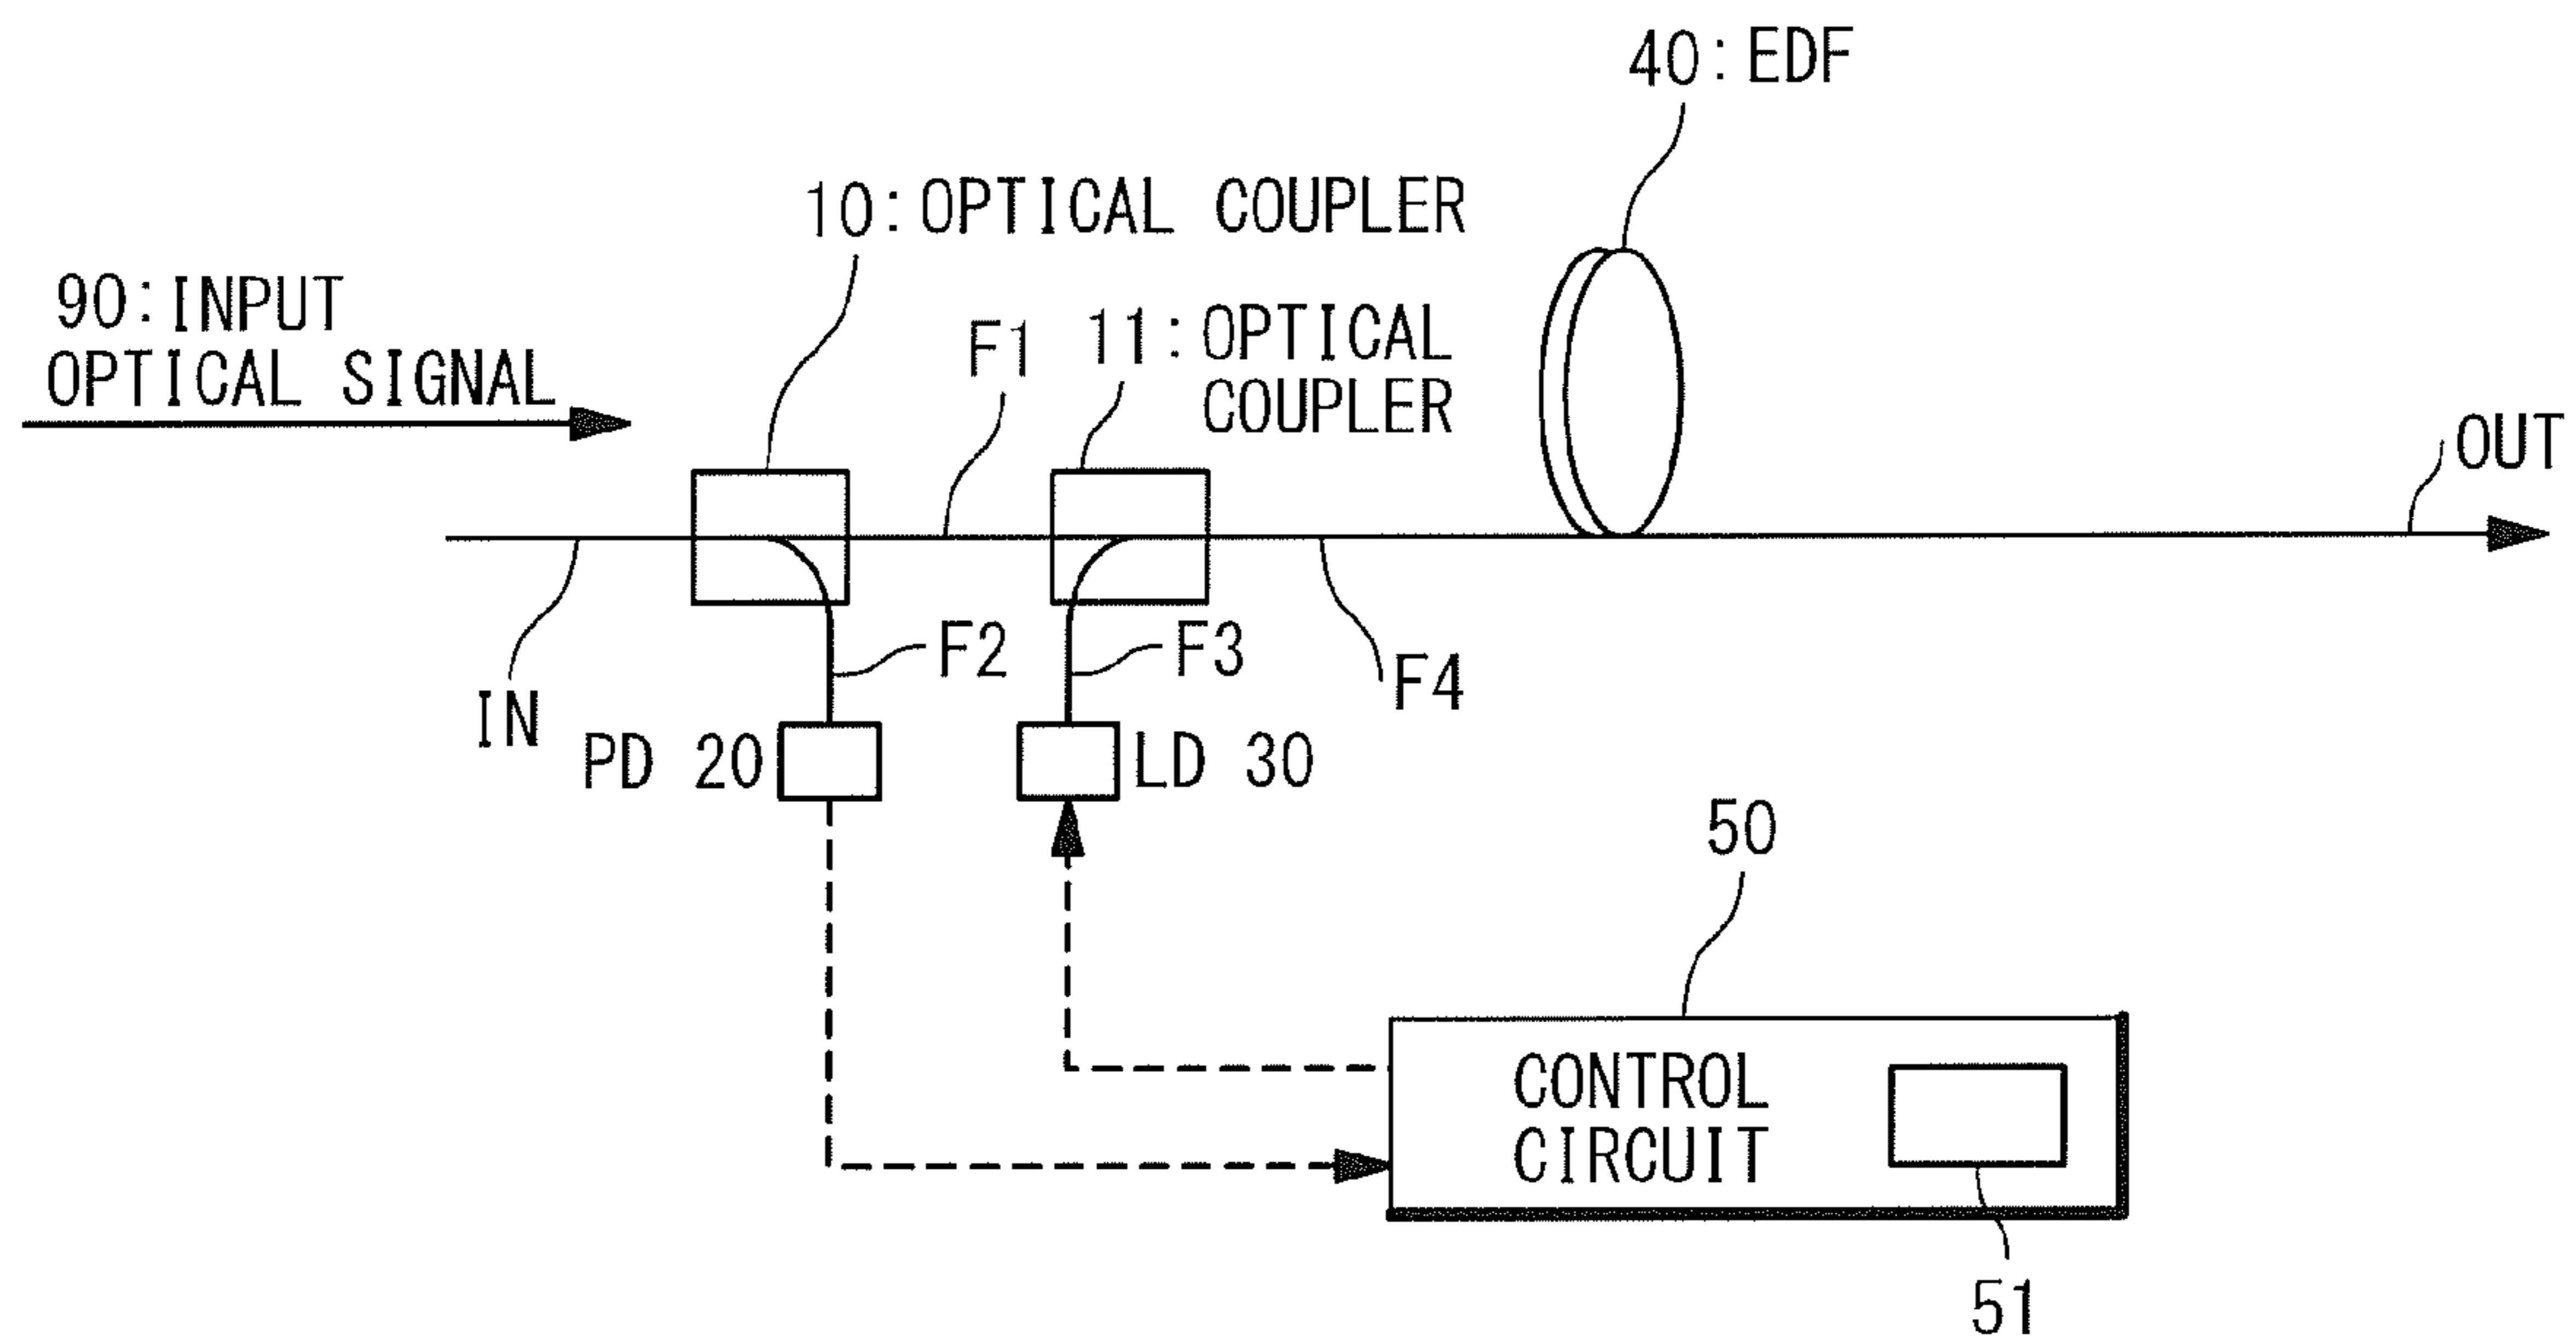 40:EDF
10:OPTICAL COUPLER
90:INPUT
OPTICAL SIGNAL
F1
11:OPTICAL
COUPLER
OUT
F2
F3
F4
IN
PD 20
LD 30
50
CONTROL
CIRCUIT
51